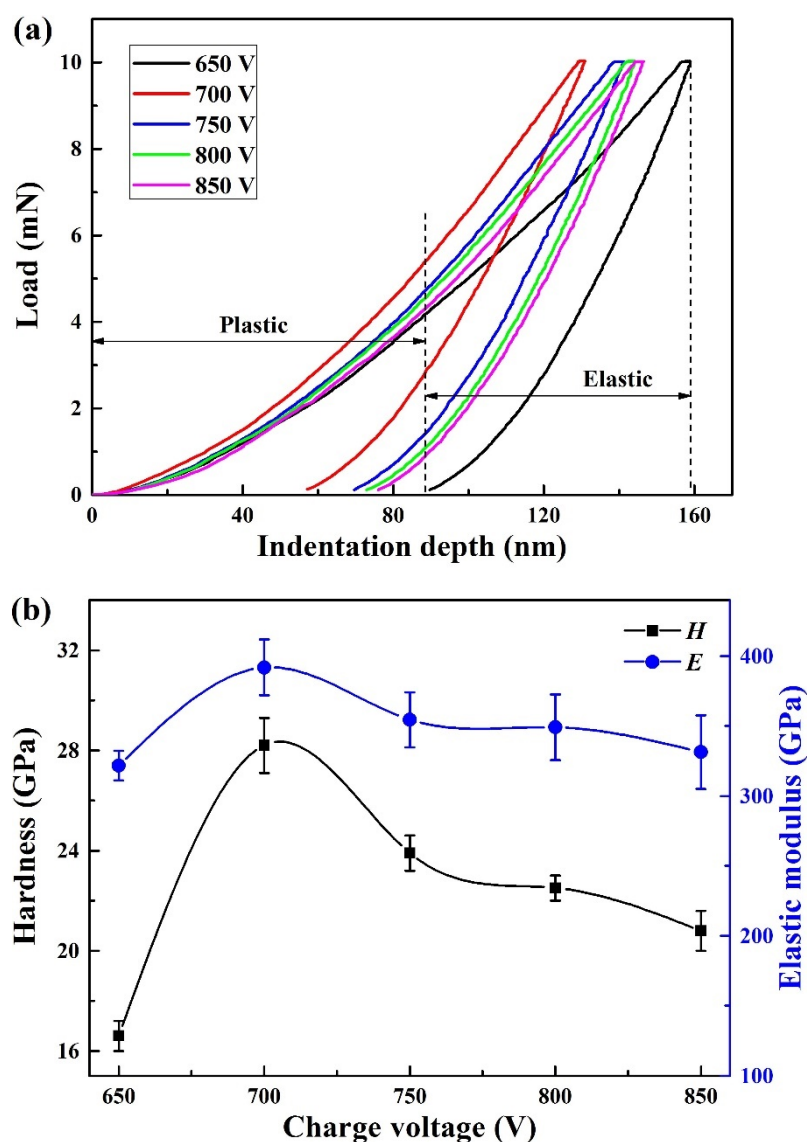 (a)
650 V
700 V
750 V
800 V
850 V
Plastic
Elastic
Load (mN)
10
8
6
4
2
0
0 40 80 120 160
Indentation depth (nm)
(b)
H
E
Hardness (GPa)
32
28
24
20
16
Elastic modulus (GPa)
400
300
200
100
650 700 750 800 850
Charge voltage (V)